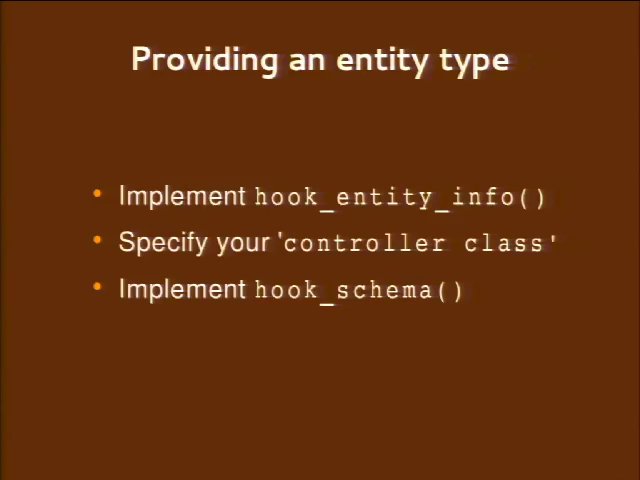 Providing an entity type
• Implement hook_entity_info()
• Specify your 'controller class'
• Implement hook_schema()